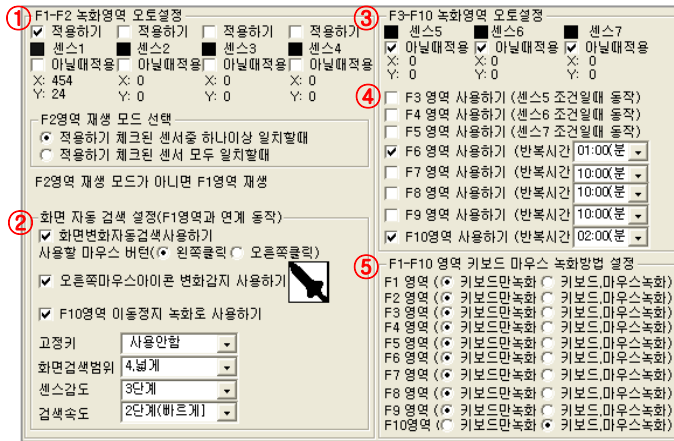 ① F1-F2 녹화영역 오토설정
적용하기 적용하기 적용하기 적용하기
센스1 센스2 센스3 센스4
아닐때적용 아닐때적용 아닐때적용 아닐때적용
X: 454 X: 0 X: 0 X: 0
Y: 24 Y: 0 Y: 0 Y: 0
F2영역 재생 모드 선택
적용하기 체크된 센서중 하나이상 일치할때
적용하기 체크된 센서 모두 일치할때
F2영역 재생 모드가 아니면 F1영역 재생
② 화면 자동 검색 설정(F1영역과 연계 동작)
화면변화자동검색사용하기
사용할 마우스 버턴( 왼쪽클릭 오른쪽클릭)
오른쪽마우스아이콘 변화감지 사용하기
F10영역 이동정지 녹화로 사용하기
고정키 사용안함
화면검색범위 4.넓게
센스감도 3단계
검색속도 2단계(빠르게]
③ F3-F10 녹화영역 오토설정
센스5 센스6 센스7
아닐때적용 아닐때적용 아닐때적용
X: 0 X: 0 X: 0
Y: 0 Y: 0 Y: 0
④ F3 영역 사용하기 (센스5 조건일때 동작)
F4 영역 사용하기 (센스6 조건일때 동작)
F5 영역 사용하기 (센스7 조건일때 동작)
F6 영역 사용하기 (반복시간 01:00(분
F7 영역 사용하기 (반복시간 10:00(분
F8 영역 사용하기 (반복시간 10:00(분
F9 영역 사용하기 (반복시간 10:00(분
F10영역 사용하기 (반복시간 02:00(분
⑤ F1-F10 영역 키보드 마우스 녹화방법 설정
F1 영역 ( 키보드만녹화 키보드,마우스녹화)
F2 영역 ( 키보드만녹화 키보드,마우스녹화)
F3 영역 ( 키보드만녹화 키보드,마우스녹화)
F4 영역 ( 키보드만녹화 키보드,마우스녹화)
F5 영역 ( 키보드만녹화 키보드,마우스녹화)
F6 영역 ( 키보드만녹화 키보드,마우스녹화)
F7 영역 ( 키보드만녹화 키보드,마우스녹화)
F8 영역 ( 키보드만녹화 키보드,마우스녹화)
F9 영역 ( 키보드만녹화 키보드,마우스녹화)
F10영역 ( 키보드만녹화 키보드,마우스녹화)